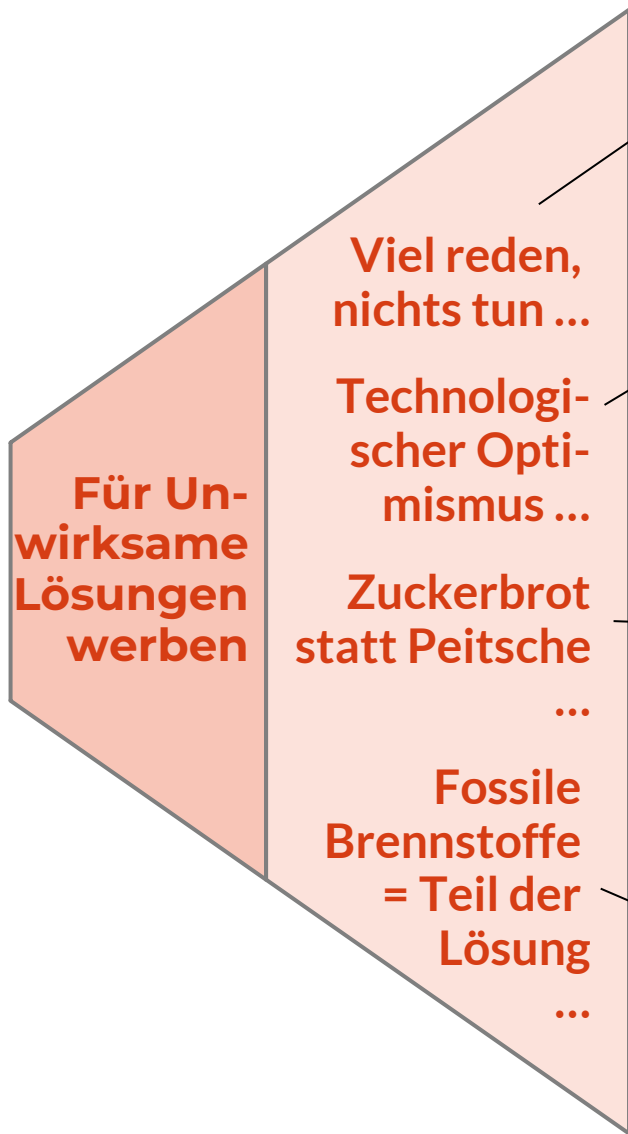 Für Un-
wirksame
Lösungen
werben
Viel reden,
nichts tun ...
Technologi-
scher Opti-
mismus ...
Zuckerbrot
statt Peitsche
...
Fossile
Brennstoffe
= Teil der
Lösung
...